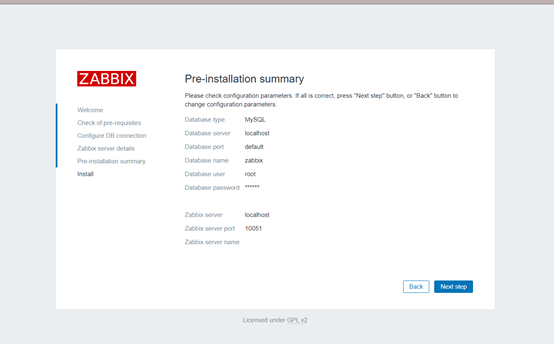 ZABBIX
Pre-installation summary
Please check configuration parameters. If all is correct, press "Next step" button, or "Back" button to
change configuration parameters.
Welcome
Check of pre-requisites
Configure DB connection
Zabbix server details
Pre-installation summary
Install
Database type MySQL
Database server localhost
Database port default
Database name zabbix
Database user root
Database password ******
Zabbix server localhost
Zabbix server port 10051
Zabbix server name
Back Next step
Licensed under GPL v2